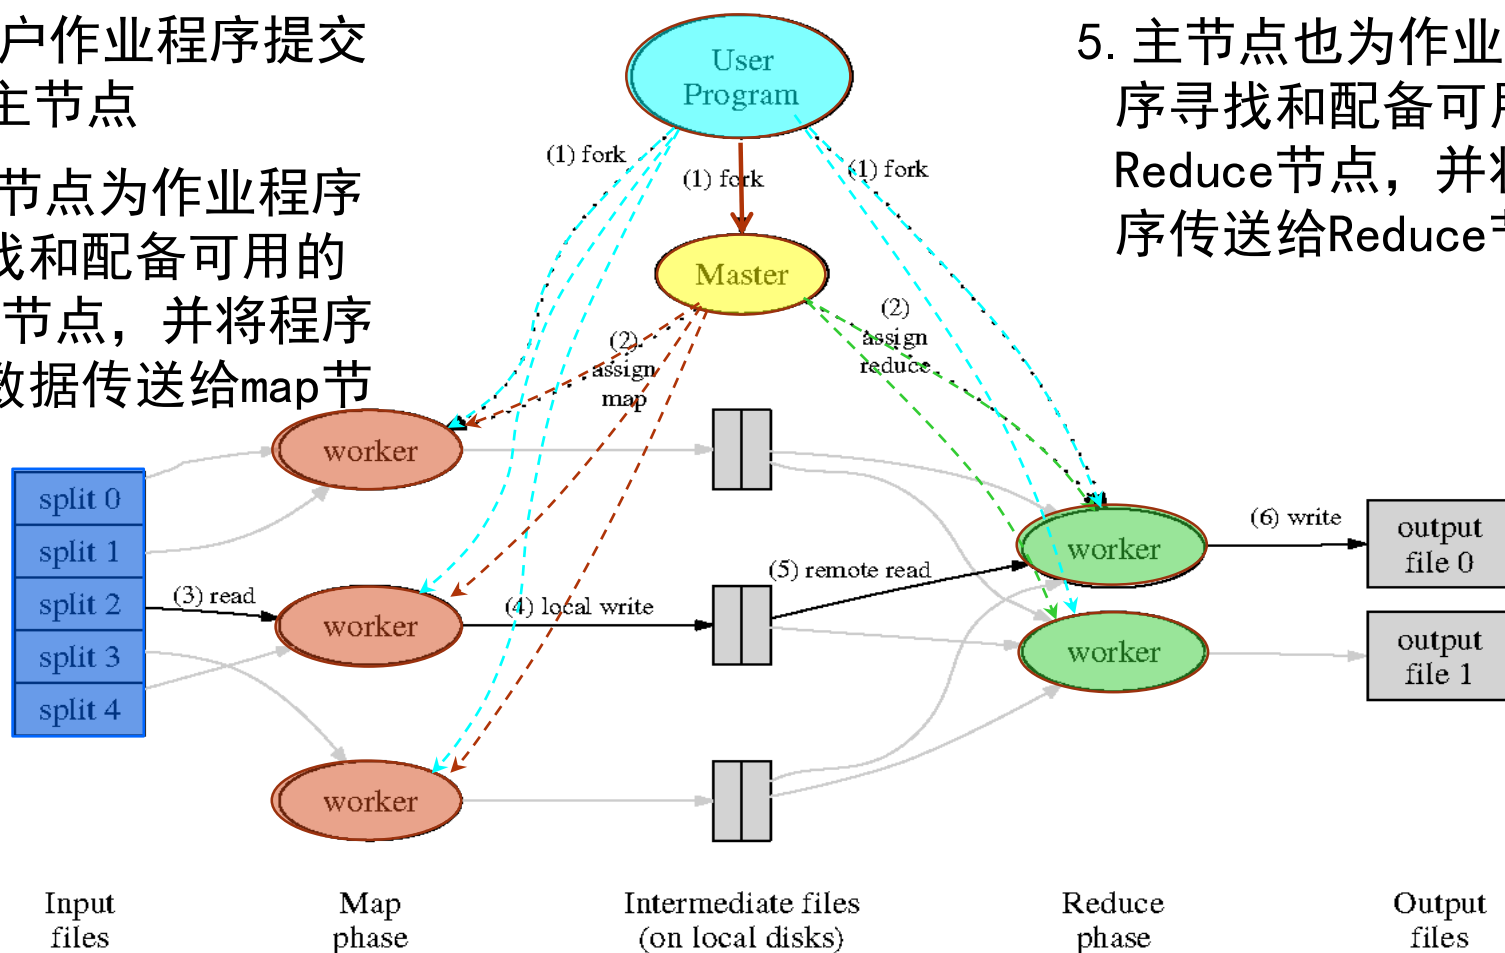 户作业程序提交
主节点
节点为作业程序
找和配备可用的
节点，并将程序
数据传送给map节
5. 主节点也为作业
序寻找和配备可用
Reduce节点，并将
序传送给Reduce节
User
Program
(1) fork
(1) fork
(1) fork
Master
(2)
assign
map
(2)
assign
reduce
worker
split 0
split 1
split 2
split 3
split 4
(3) read
worker
(4) local write
(5) remote read
worker
(6) write
output
file 0
worker
output
file 1
worker
Input
files
Map
phase
Intermediate files
(on local disks)
Reduce
phase
Output
files